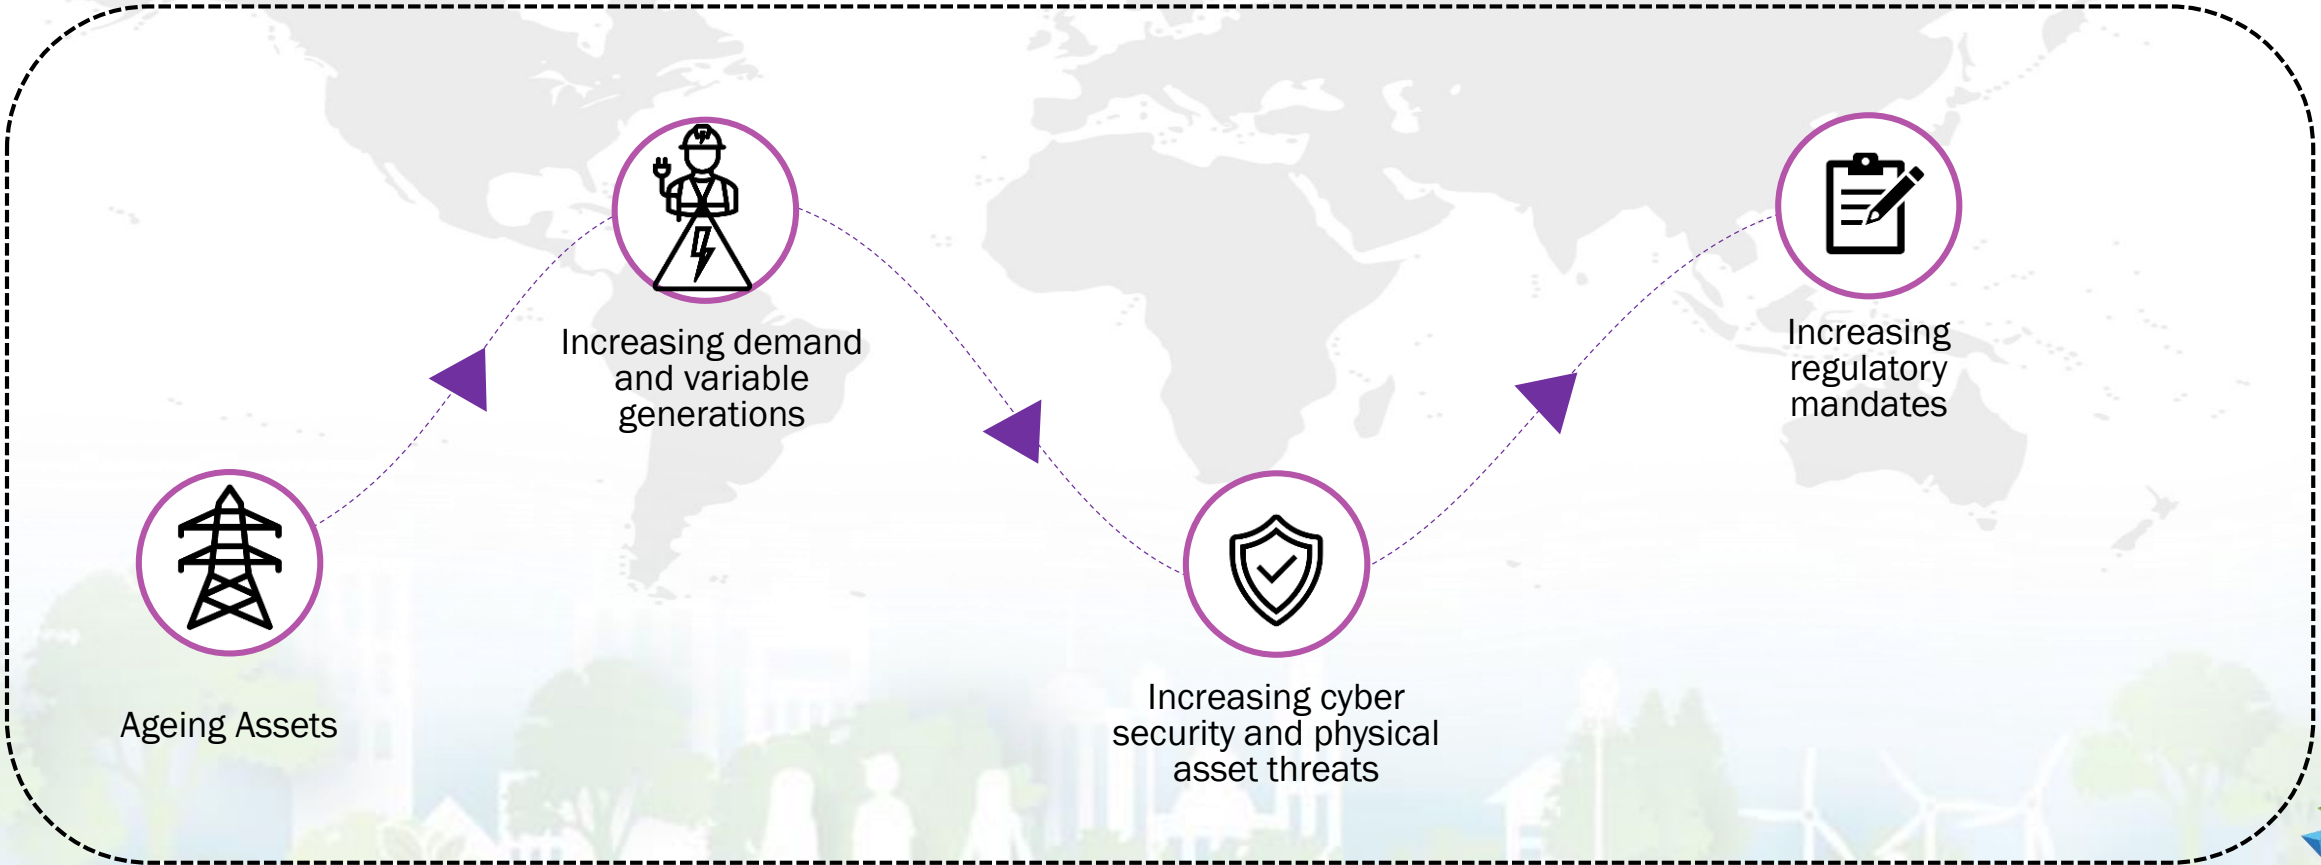 Ageing Assets
Increasing demand
and variable
generations
Increasing cyber
security and physical
asset threats
Increasing
regulatory
mandates